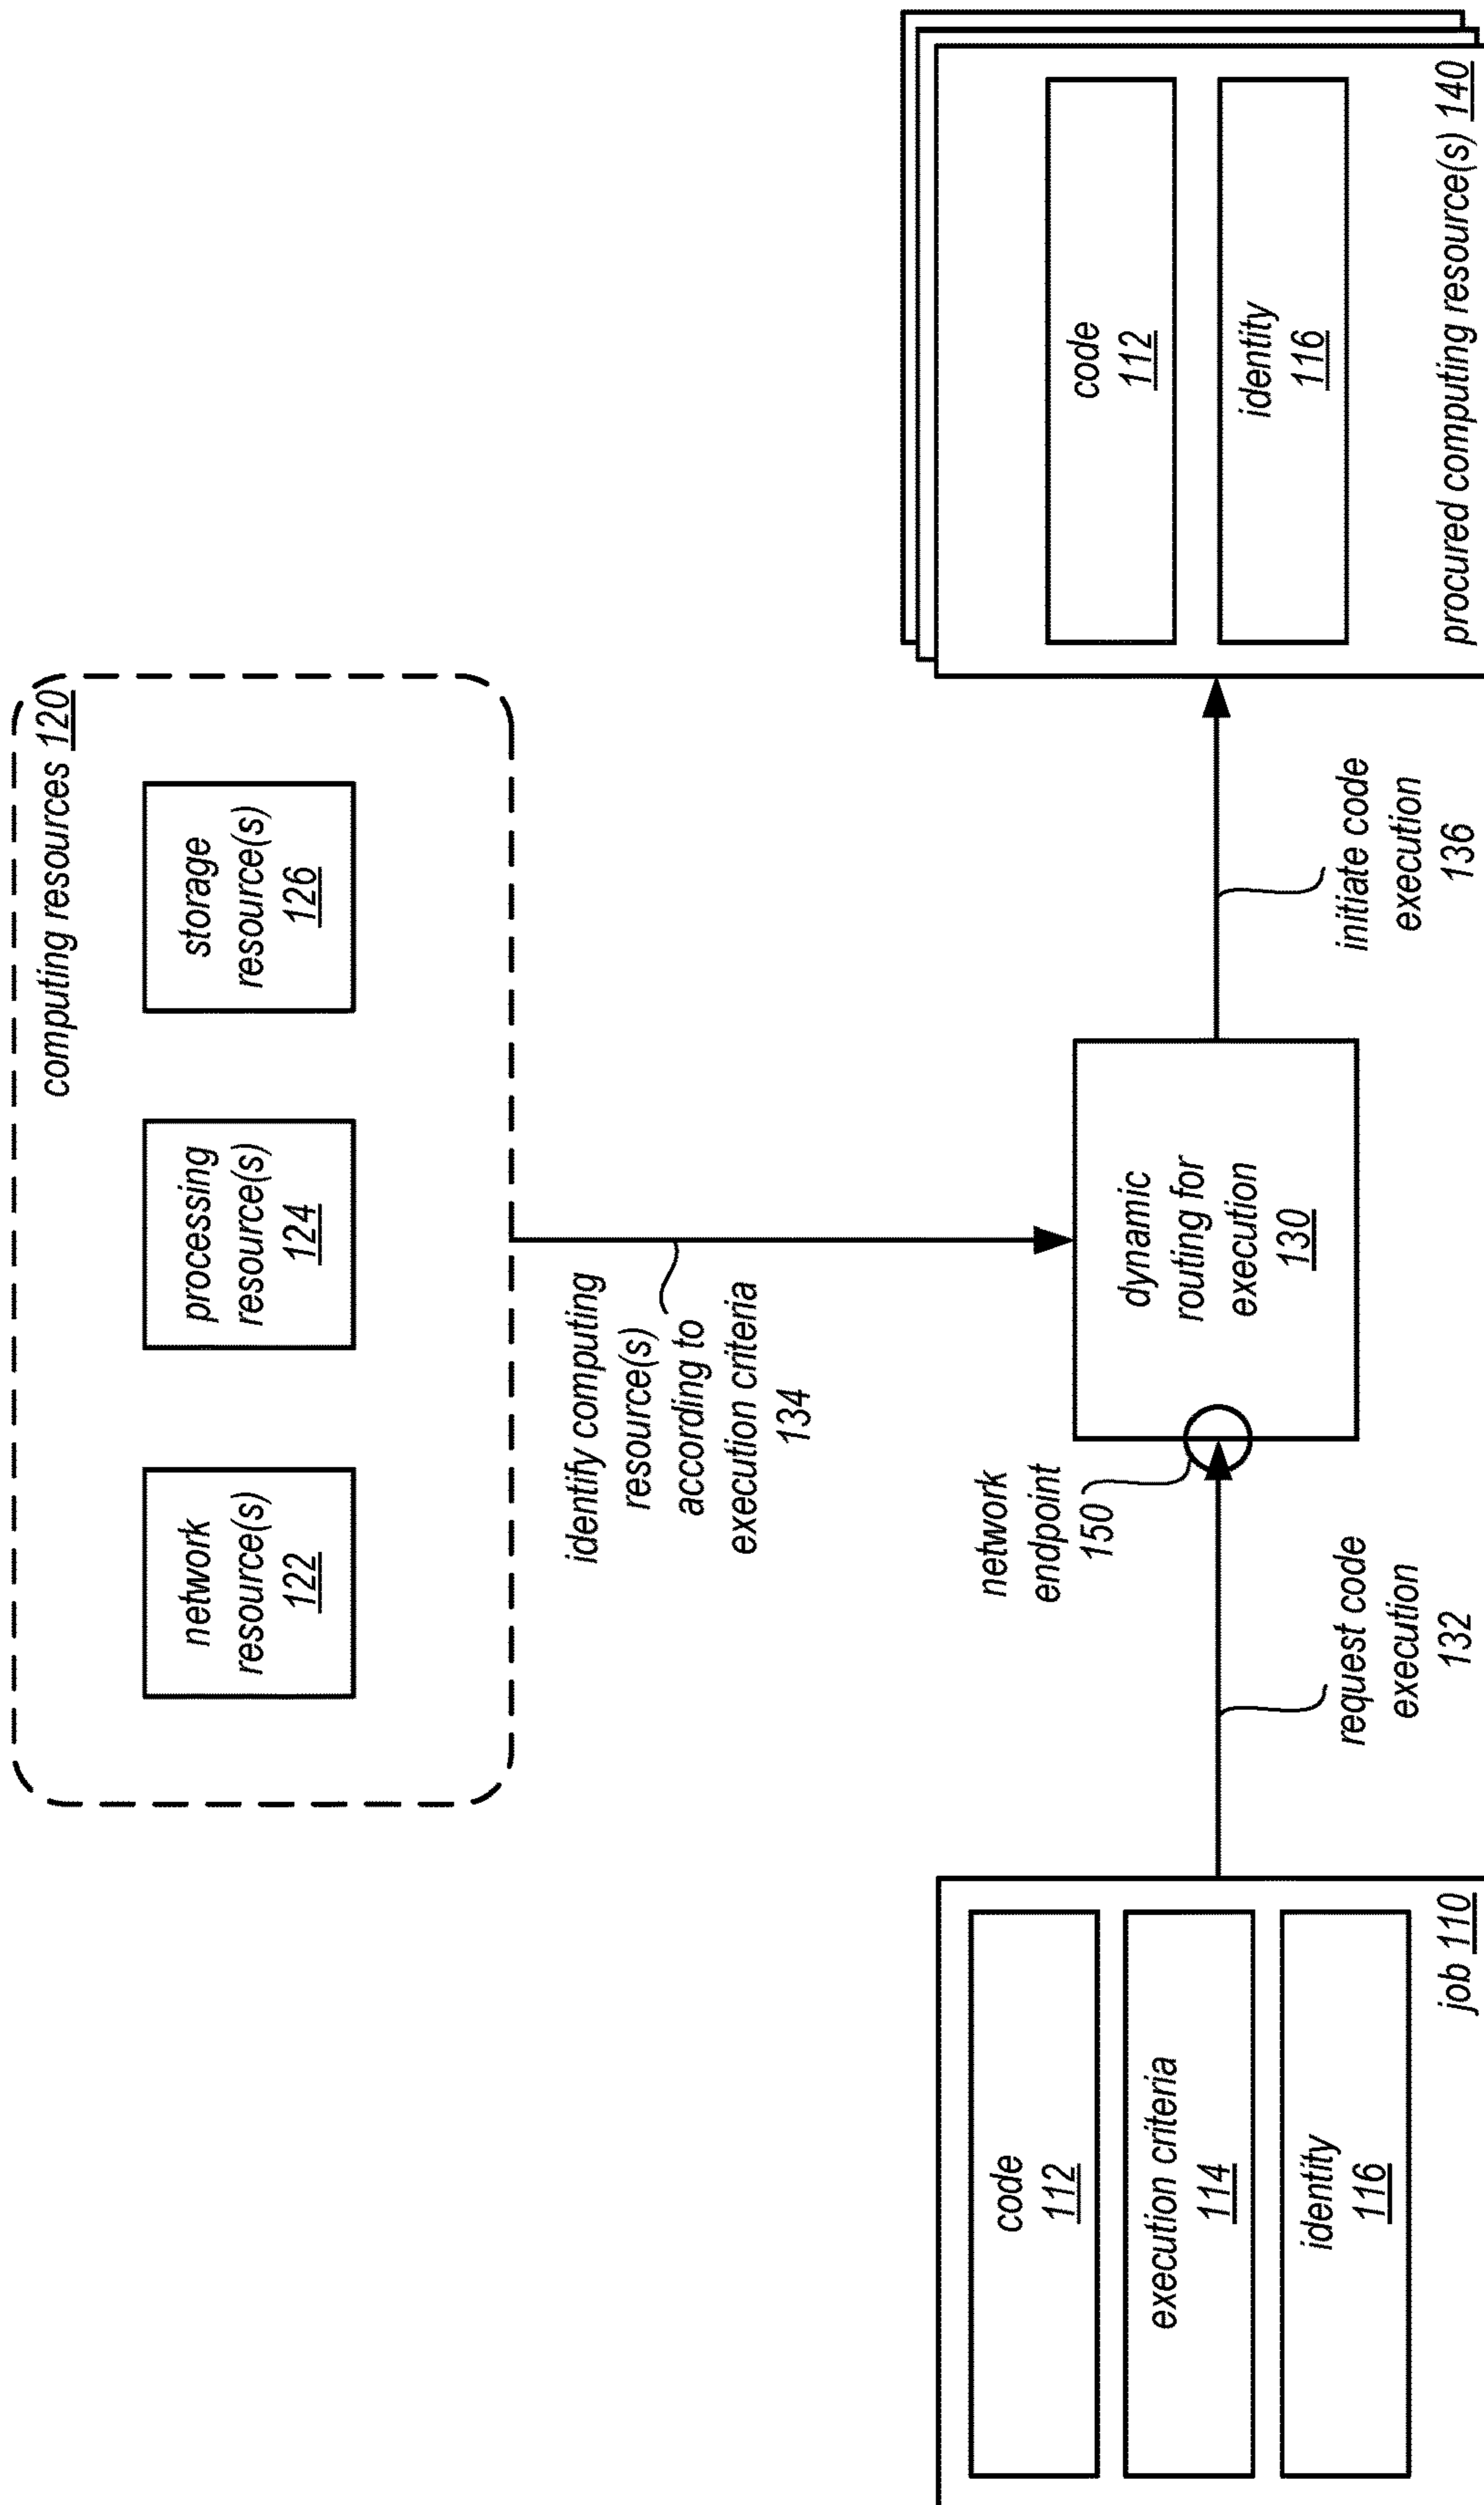 computing resources 120
network
resource(s)
122
processing
resource(s)
124
storage
resource(s)
126
identify computing
resource(s)
according to
execution criteria
134
job 110
code
112
execution criteria
114
identity
116
request code
execution
132
network
endpoint
150
dynamic
routing for
execution
130
initiate code
execution
136
code
112
identity
116
procured computing resource(s) 140